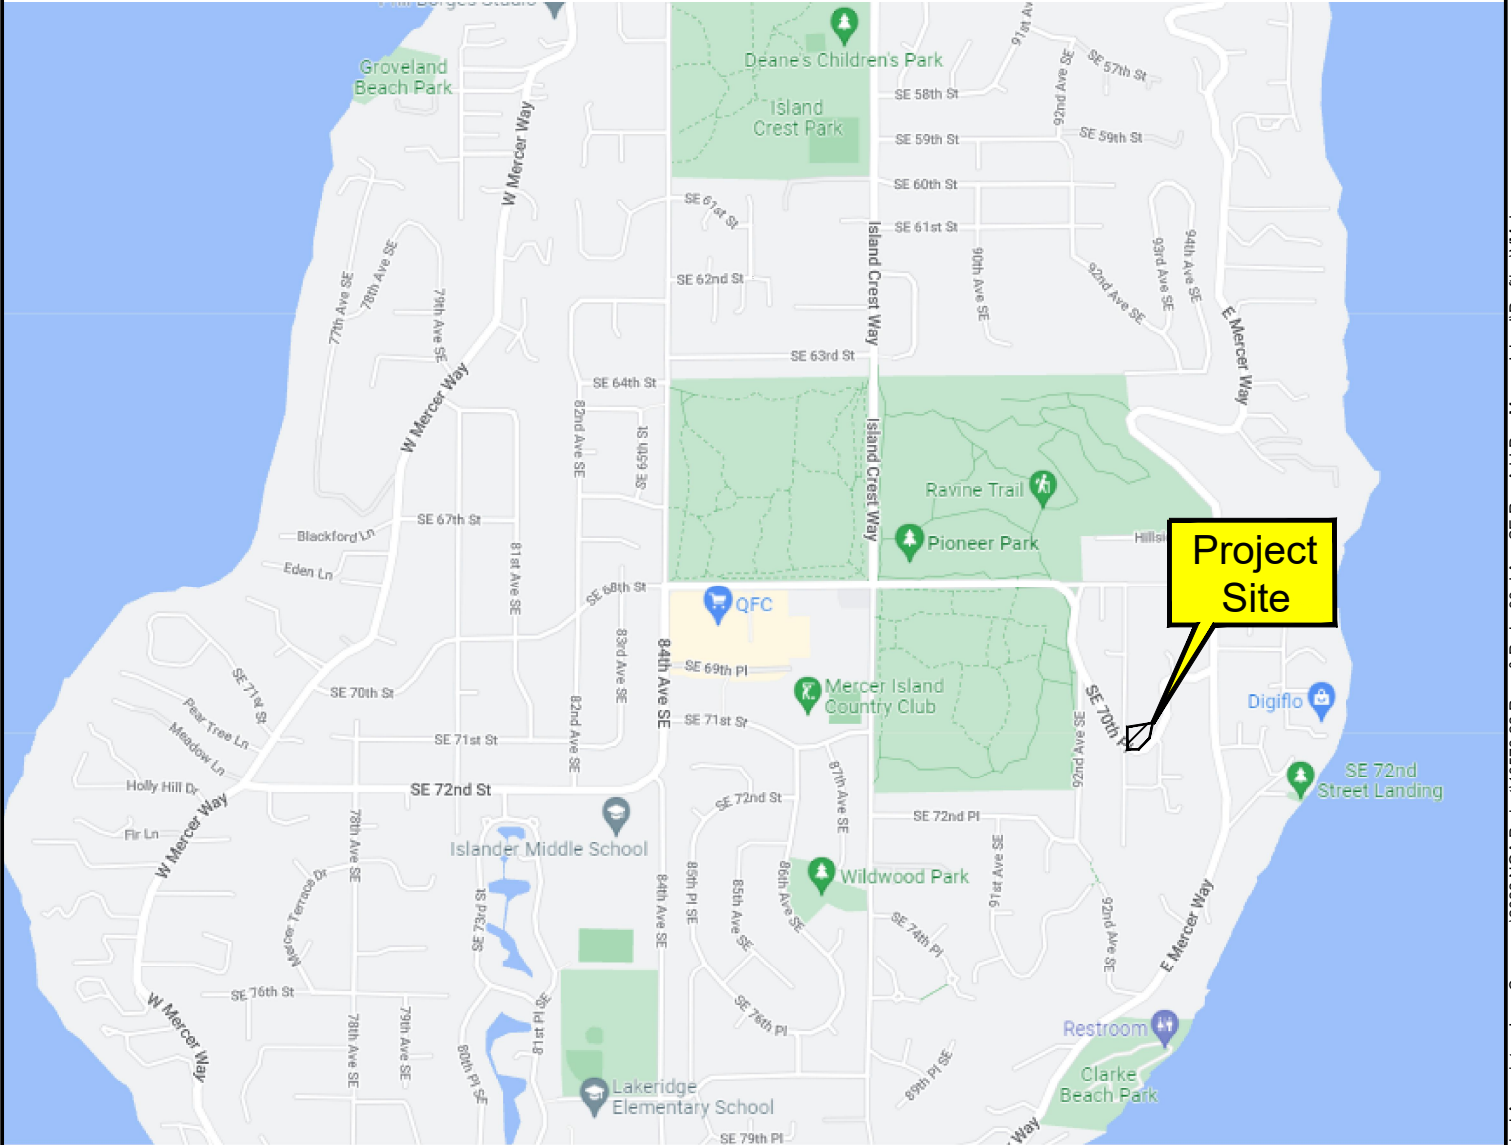 Phil Borges Studio
Groveland
Beach Park
Deane's Children's Park
Island
Crest Park
91st Av
SE 57th St
SE 58th St
92nd Ave SE
SE 59th St
SE 59th St
W Mercer Way
SE 60th St
SE 61st St
SE 61st St
Island Crest Way
77th Ave SE
78th Ave SE
79th Ave SE
SE 62nd St
90th Ave SE
92nd Ave SE
93rd Ave SE
94th Ave SE
E Mercer Way
SE 63rd St
SE 64th St
W Mercer Way
82nd Ave SE
SE 65th St
Island Crest Way
Ravine Trail
SE 67th St
Blackford Ln
Pioneer Park
Project
Site
Eden Ln
81st Ave SE
SE 68th St
QFC
83rd Ave SE
84th Ave SE
SE 69th Pl
SE 71st St
SE 70th St
Mercer Island
Country Club
SE 70th
Digiflo
Pear Tree Ln
Meadow Ln
82nd Ave SE
SE 71st St
SE 71st St
92nd Ave SE
Holly Hill Dr
SE 72nd St
87th Ave SE
SE 72nd St
SE 72nd
Street Landing
W Mercer Way
Fir Ln
78th Ave SE
Islander Middle School
SE 72nd Pl
91st Ave SE
Mercer Terrace Dr
SE 73rd St
84th Ave SE
85th Pl SE
85th Ave SE
86th Ave SE
Wildwood Park
SE 74th Pl
92nd Ave SE
E Mercer Way
SE 76th St
W Mercer Way
78th Ave SE
79th Ave SE
80th Pl SE
81st Pl SE
SE 76th Pl
Restroom
89th Pl SE
Clarke
Beach Park
Lakeridge
Elementary School
SE 79th Pl
Way